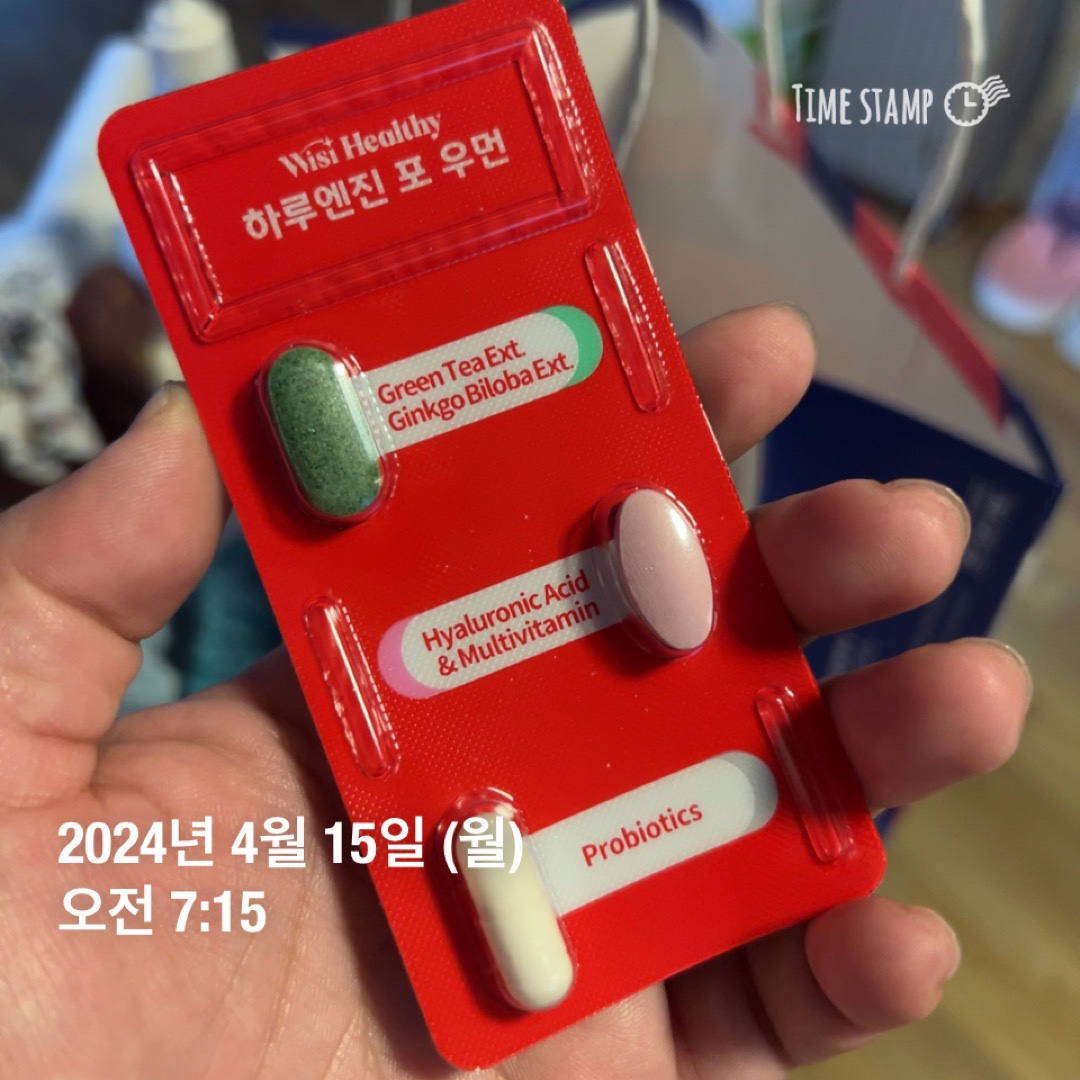 TIME STAMP
Wisi Healthy
하루엔진 포 우먼
Green Tea Ext.
Ginkgo Biloba Ext.
Hyaluronic Acid
& Multivitamin
Probiotics
2024년 4월 15일 (월)
오전 7:15